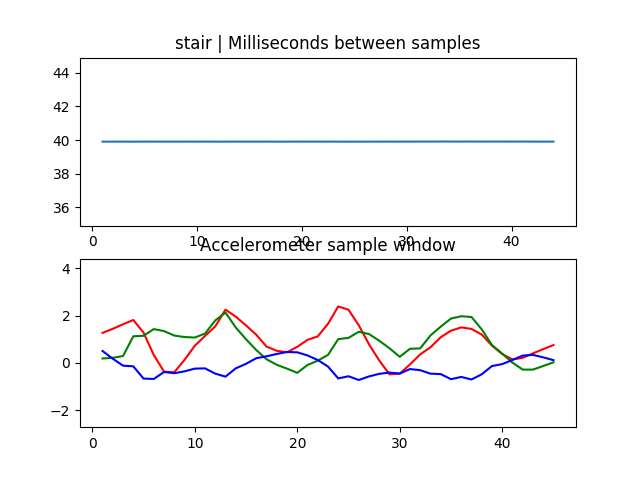 stair | Milliseconds between samples
44
42
40
38
36
0 10 20 30 40
Accelerometer sample window
4
2
0
−2
0 10 20 30 40